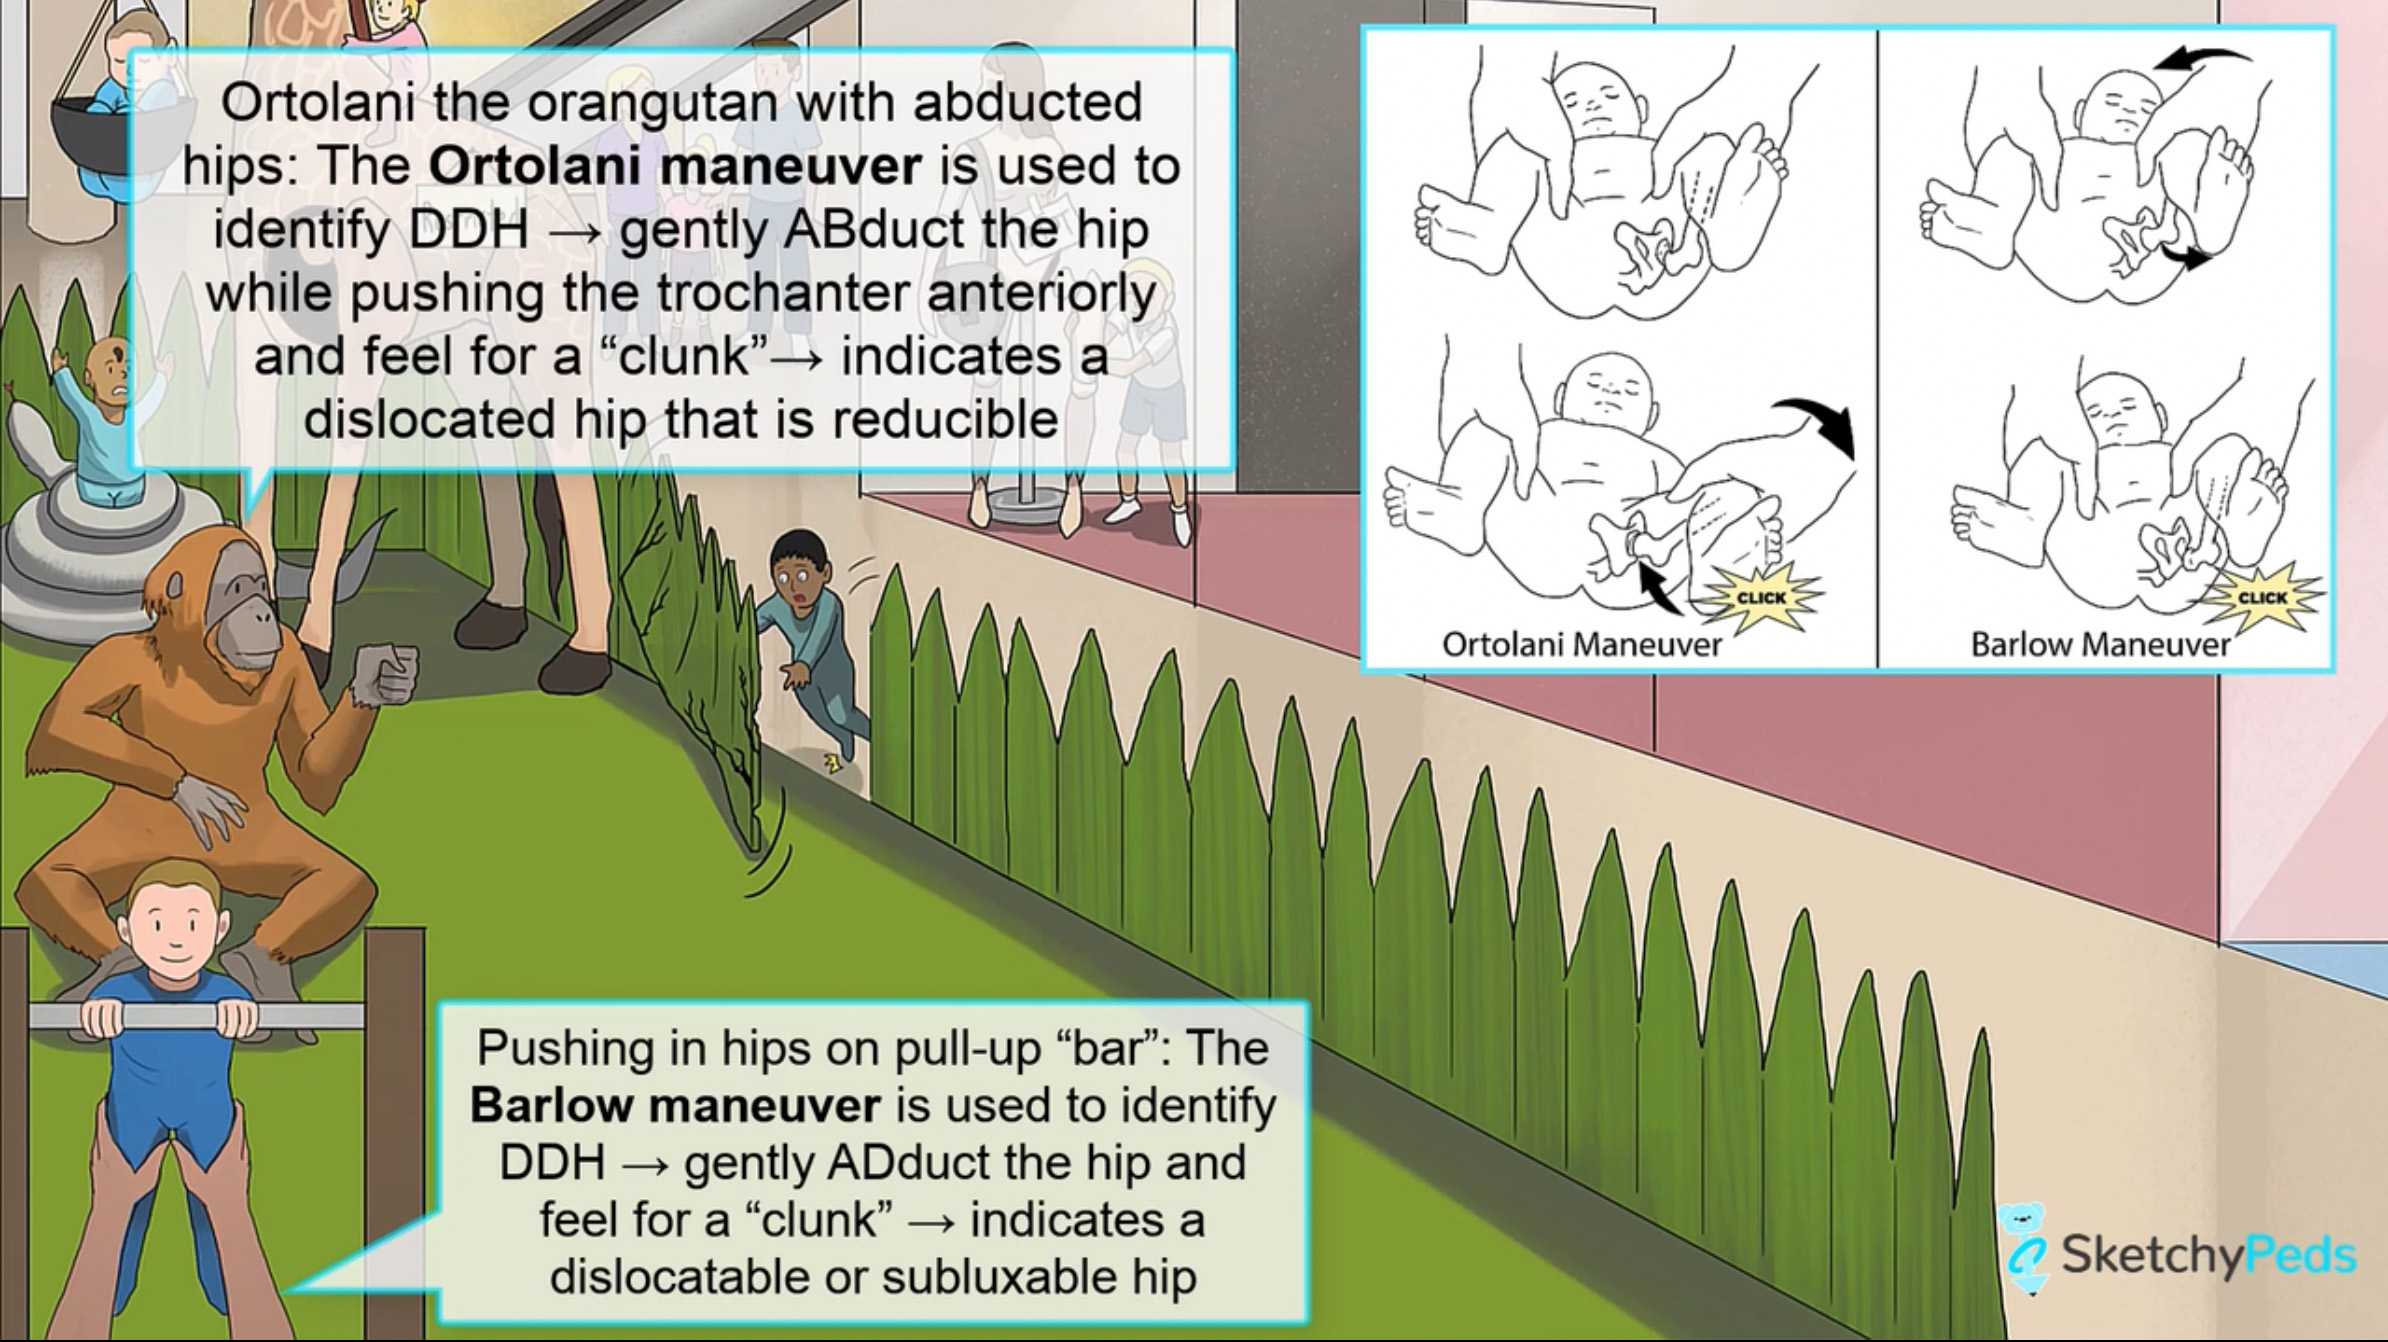 Ortolani the orangutan with abducted
hips: The Ortolani maneuver is used to
identify DDH → gently ABduct the hip
while pushing the trochanter anteriorly
and feel for a “clunk”→ indicates a
dislocated hip that is reducible
CLICK
CLICK
Ortolani Maneuver
Barlow Maneuver
Pushing in hips on pull-up “bar”: The
Barlow maneuver is used to identify
DDH → gently ADduct the hip and
feel for a “clunk” → indicates a
dislocatable or subluxable hip
SketchyPeds